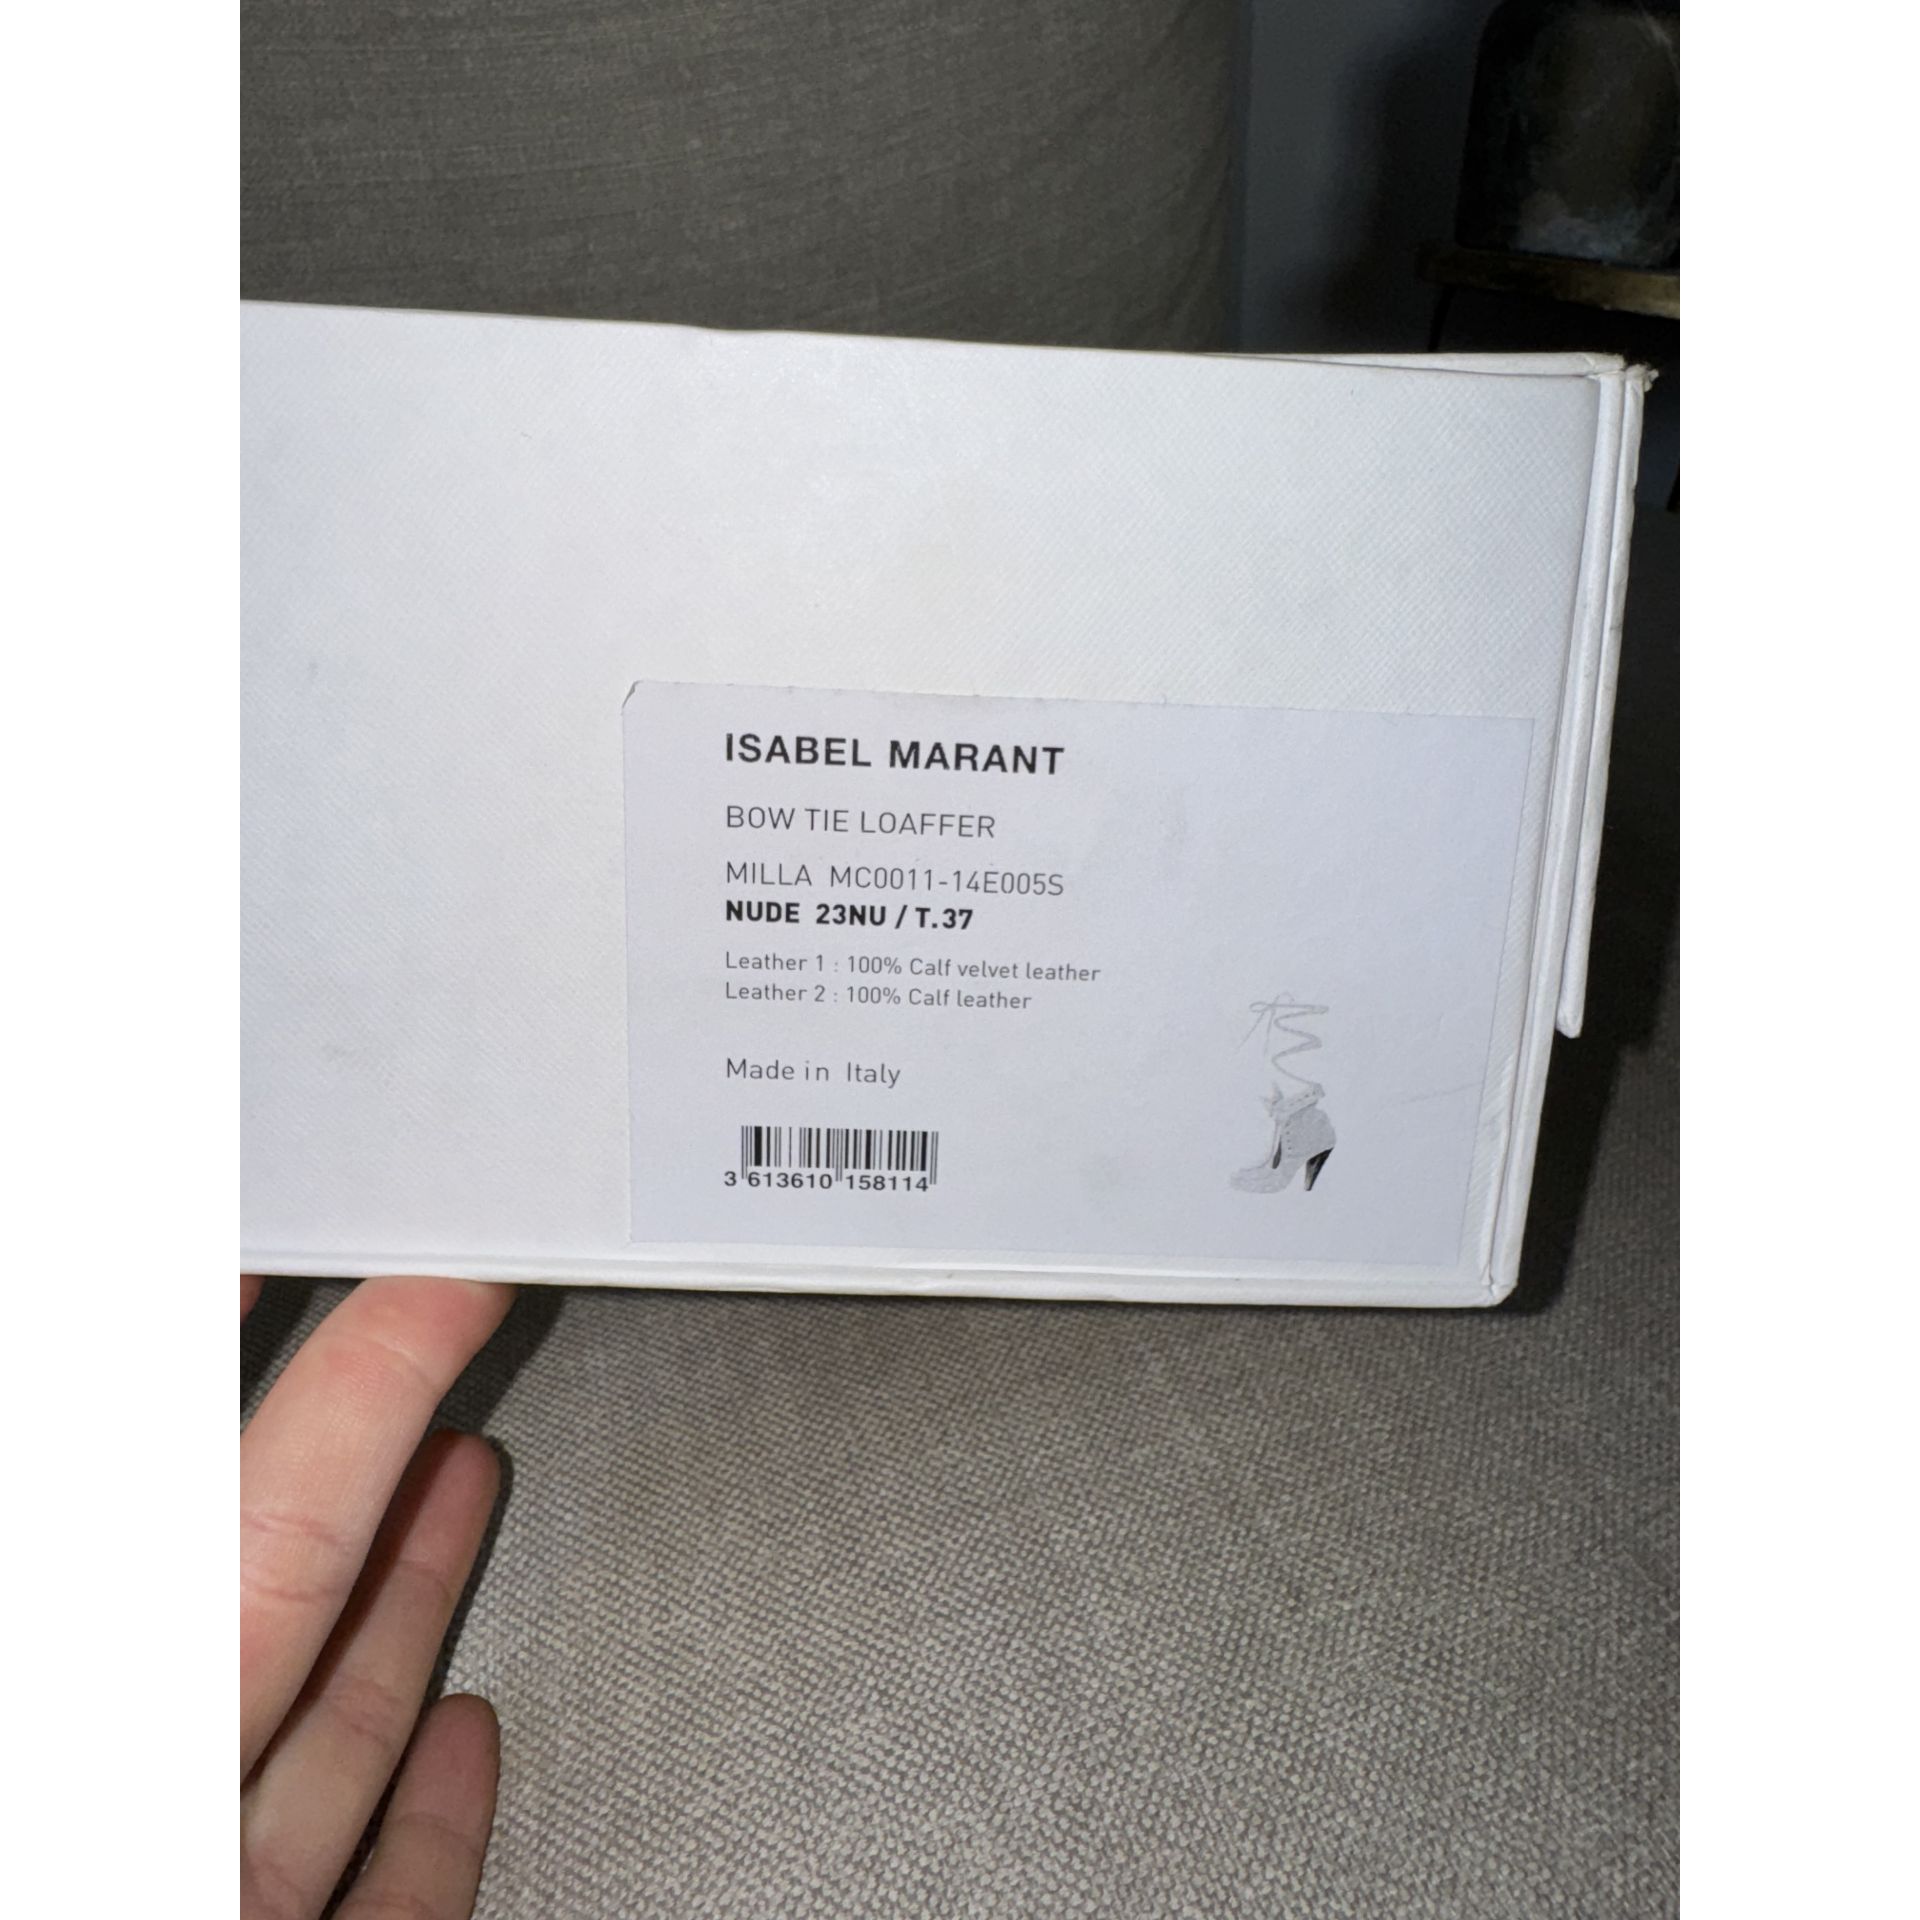 ISABEL MARANT
BOW TIE LOAFFER
MILLA MC0011-14E005S
NUDE 23NU / T.37
Leather 1 : 100% Calf velvet leather
Leather 2 : 100% Calf leather
Made in Italy
3 613610 158114